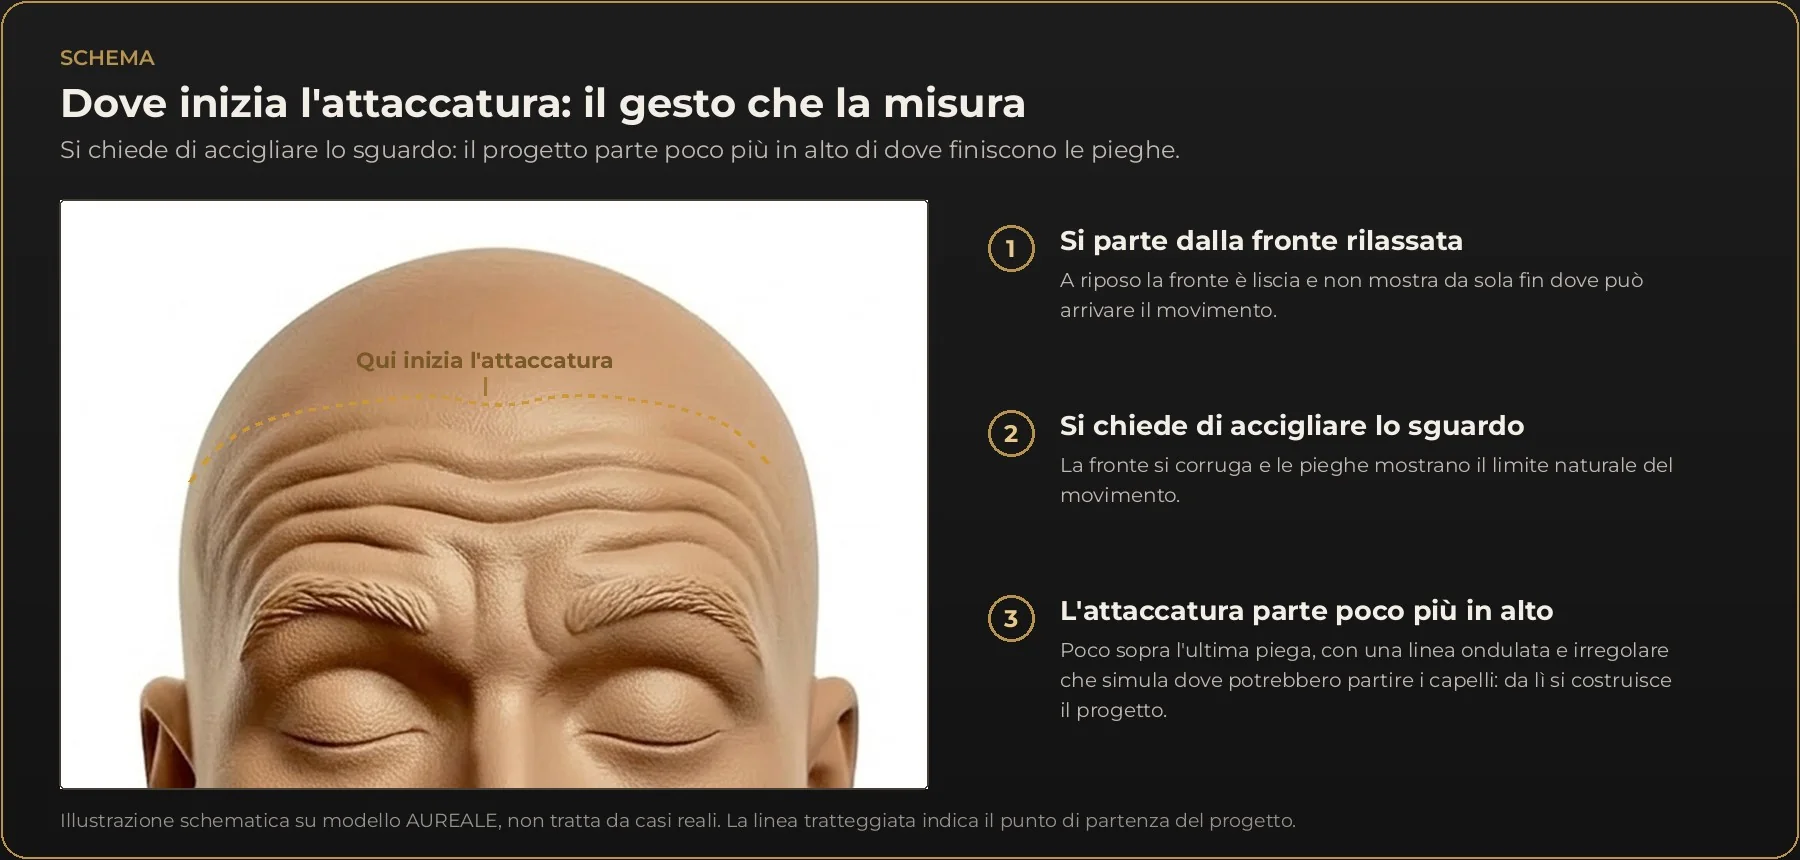 SCHEMA
Dove inizia l'attaccatura: il gesto che la misura
Si chiede di accigliare lo sguardo: il progetto parte poco più in alto di dove finiscono le pieghe.
Qui inizia l'attaccatura
1
Si parte dalla fronte rilassata
A riposo la fronte è liscia e non mostra da sola fin dove può
arrivare il movimento.
2
Si chiede di accigliare lo sguardo
La fronte si corruga e le pieghe mostrano il limite naturale del
movimento.
3
L'attaccatura parte poco più in alto
Poco sopra l'ultima piega, con una linea ondulata e irregolare
che simula dove potrebbero partire i capelli: da lì si costruisce
il progetto.
Illustrazione schematica su modello AUREALE, non tratta da casi reali. La linea tratteggiata indica il punto di partenza del progetto.